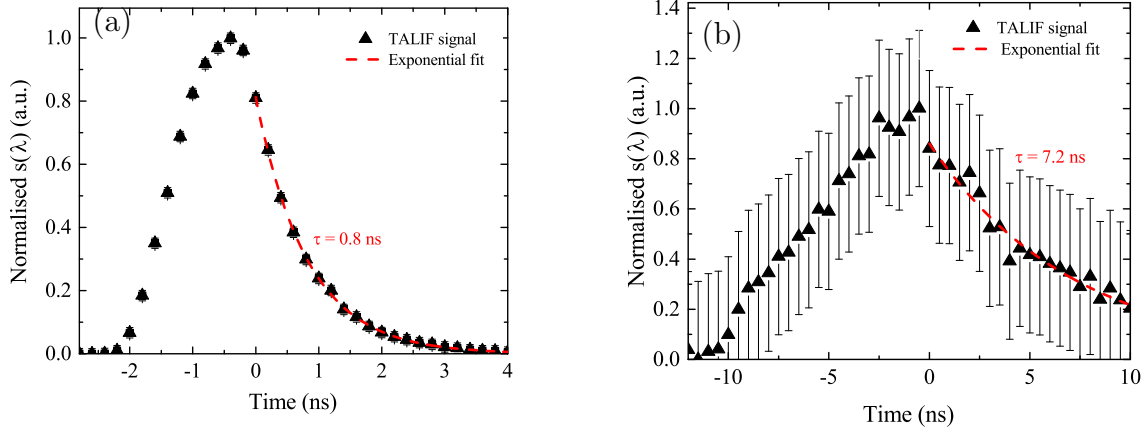 (a)
TALIF signal
Exponential fit
τ = 0.8 ns
Normalised s(λ) (a.u.)
1.0
0.8
0.6
0.4
0.2
0.0
-2 -1 0 1 2 3 4
Time (ns)
(b)
TALIF signal
Exponential fit
τ = 7.2 ns
Normalised s(λ) (a.u.)
1.4
1.2
1.0
0.8
0.6
0.4
0.2
0.0
-10 -5 0 5 10
Time (ns)